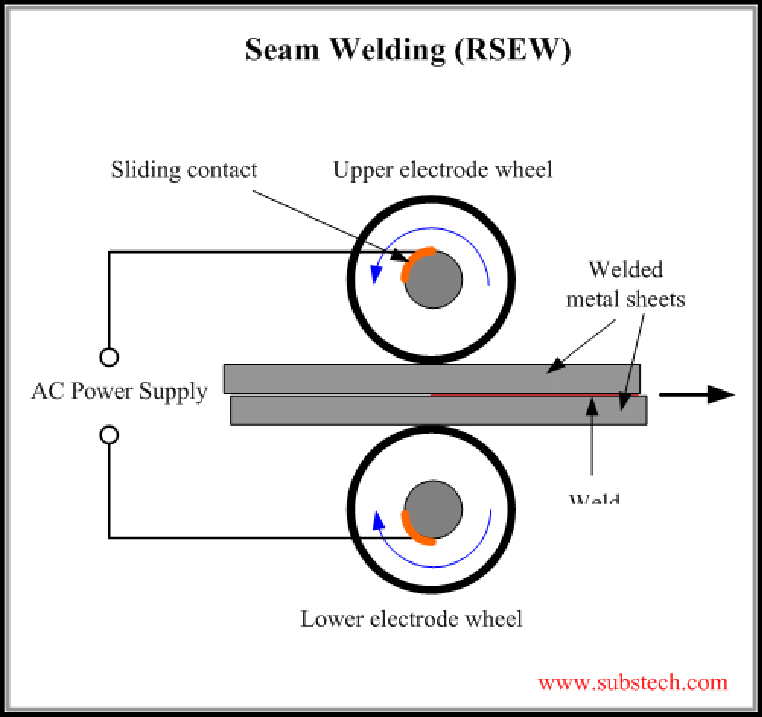 Seam Welding (RSEW)
Sliding contact
Upper electrode wheel
Welded
metal sheets
AC Power Supply
Weld
Lower electrode wheel
www.substech.com